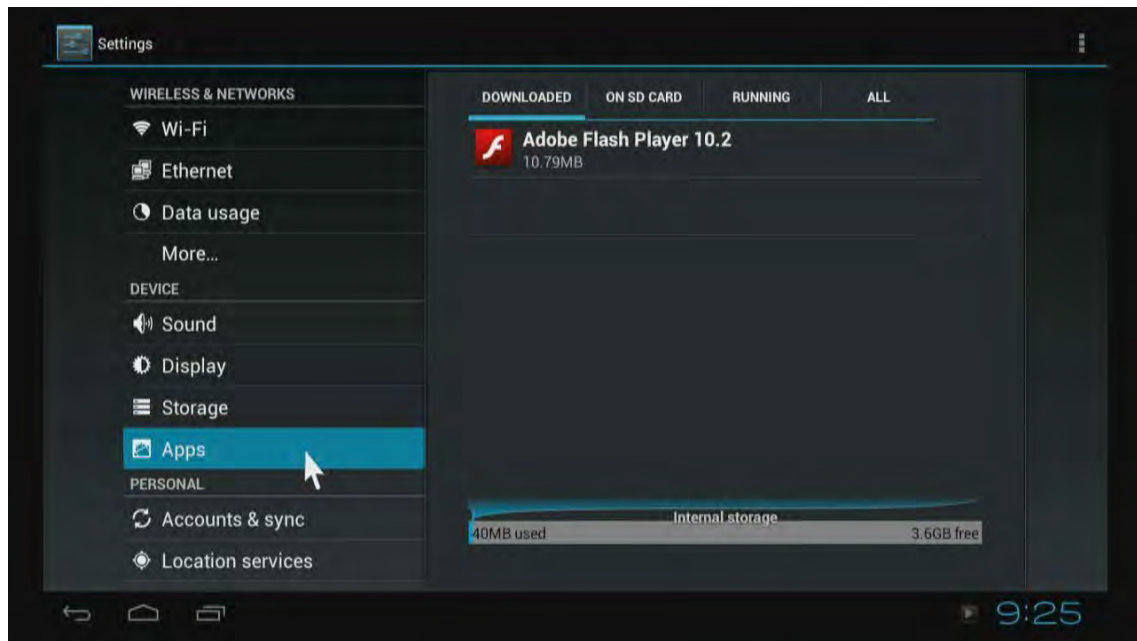 Settings
WIRELESS & NETWORKS
Wi-Fi
Ethernet
Data usage
More...
DEVICE
Sound
Display
Storage
Apps
PERSONAL
Accounts & sync
Location services
DOWNLOADED ON SD CARD RUNNING ALL
Adobe Flash Player 10.2
10.79MB
Internal storage
40MB used 3.6GB free
9:25